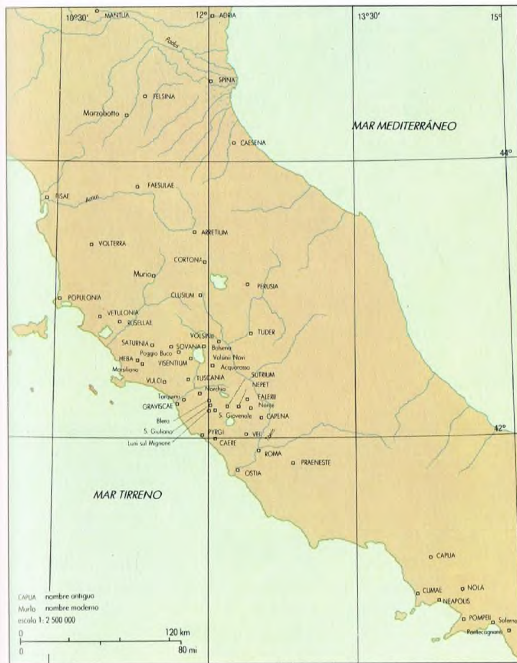 10°30'
12°
13°30'
15°
MANTUA
ADRIA
Padus
SPINA
FELSINA
Marzabotto
MAR MEDITERRÁNEO
CAESENA
44°
FAESULAE
PISAE
Arnus
ARRETIUM
VOLTERRA
CORTONA
Murlo
PERUSIA
CLUSIUM
POPULONIA
VETULONIA
RUSELLAE
TUDER
VOLSINII
SATURNIA
SOVANA
Bolsena
Poggio Buco
Volsinii Novi
HEBA
VISENTIUM
Acquarossa
Marsiliana
SUTRIUM
TUSCANIA
NEPET
VULCI
Norchia
Tarquinii
FALERII
GRAVISCAE
Narce
S. Giovenale
CAPENA
Blera
S. Giuliano
PYRGI
VEII
42°
Luni sul Mignone
CAERE
ROMA
PRAENESTE
OSTIA
MAR TIRRENO
CAPUA
CUMAE
NOLA
NEAPOLIS
POMPEII
Salerno
Pontecagnano
CAPUA nombre antiguo
Murlo nombre moderno
escala 1: 2 500 000
0 120 km
0 80 mi